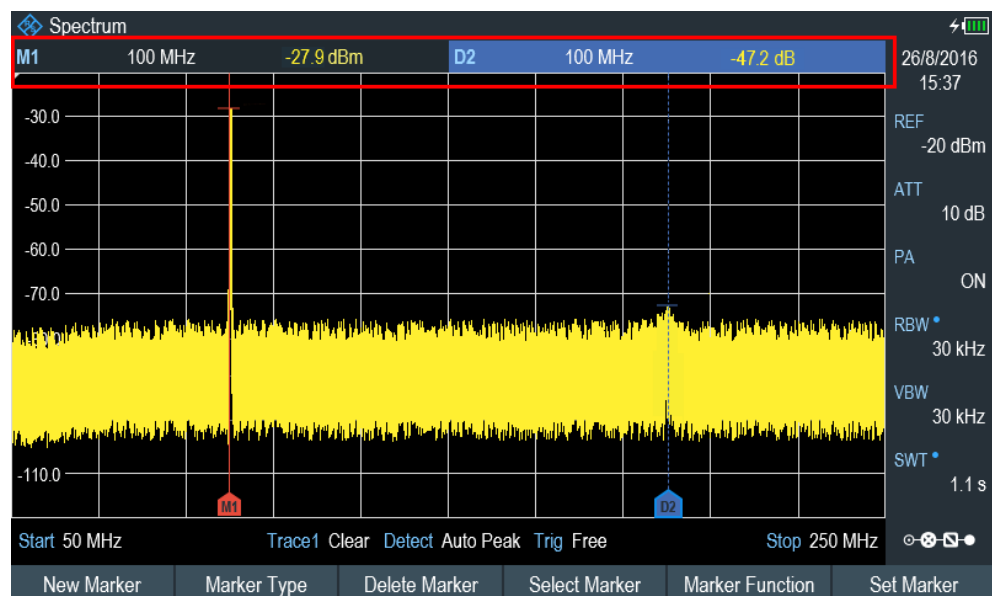 Spectrum
M1 100 MHz -27.9 dBm D2 100 MHz -47.2 dB
26/8/2016
15:37
-30.0
-40.0
-50.0
-60.0
-70.0
-110.0
REF
-20 dBm
ATT
10 dB
PA
ON
RBW
30 kHz
VBW
30 kHz
SWT
1.1 s
M1
D2
Start 50 MHz Trace1 Clear Detect Auto Peak Trig Free Stop 250 MHz
New Marker Marker Type Delete Marker Select Marker Marker Function Set Marker